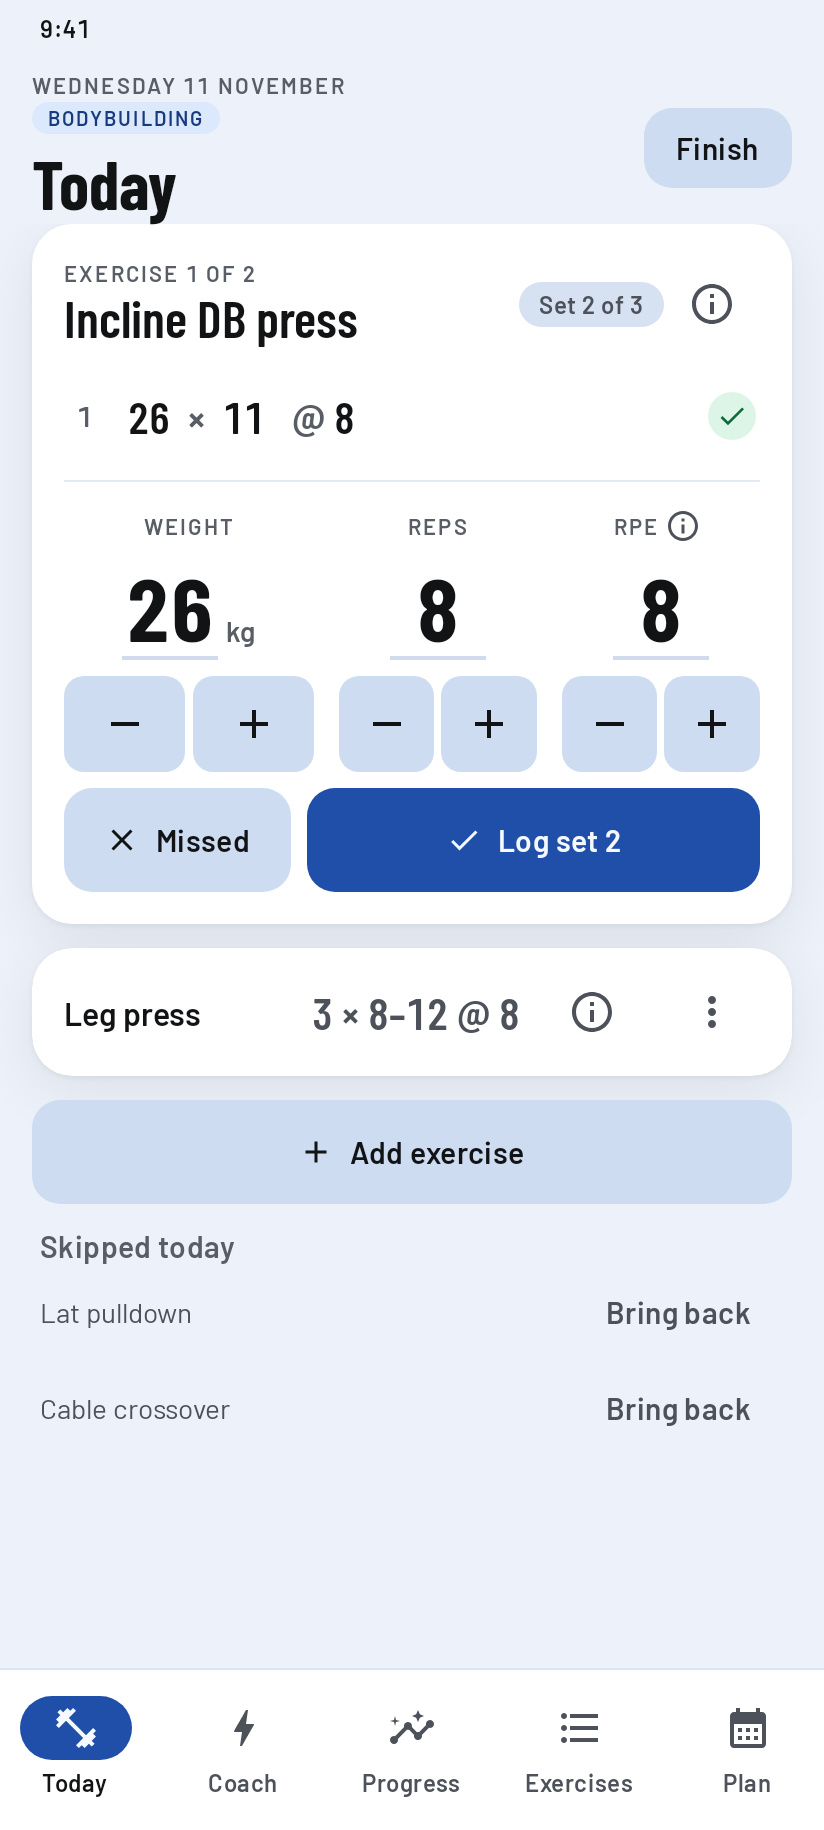 9:41
WEDNESDAY 11 NOVEMBER
BODYBUILDING
Today
Finish
EXERCISE 1 OF 2
Incline DB press
Set 2 of 3
1 26 × 11 @ 8
WEIGHT REPS RPE
26 kg 8 8
Missed
Log set 2
Leg press 3 × 8–12 @ 8
Add exercise
Skipped today
Lat pulldown Bring back
Cable crossover Bring back
Today Coach Progress Exercises Plan